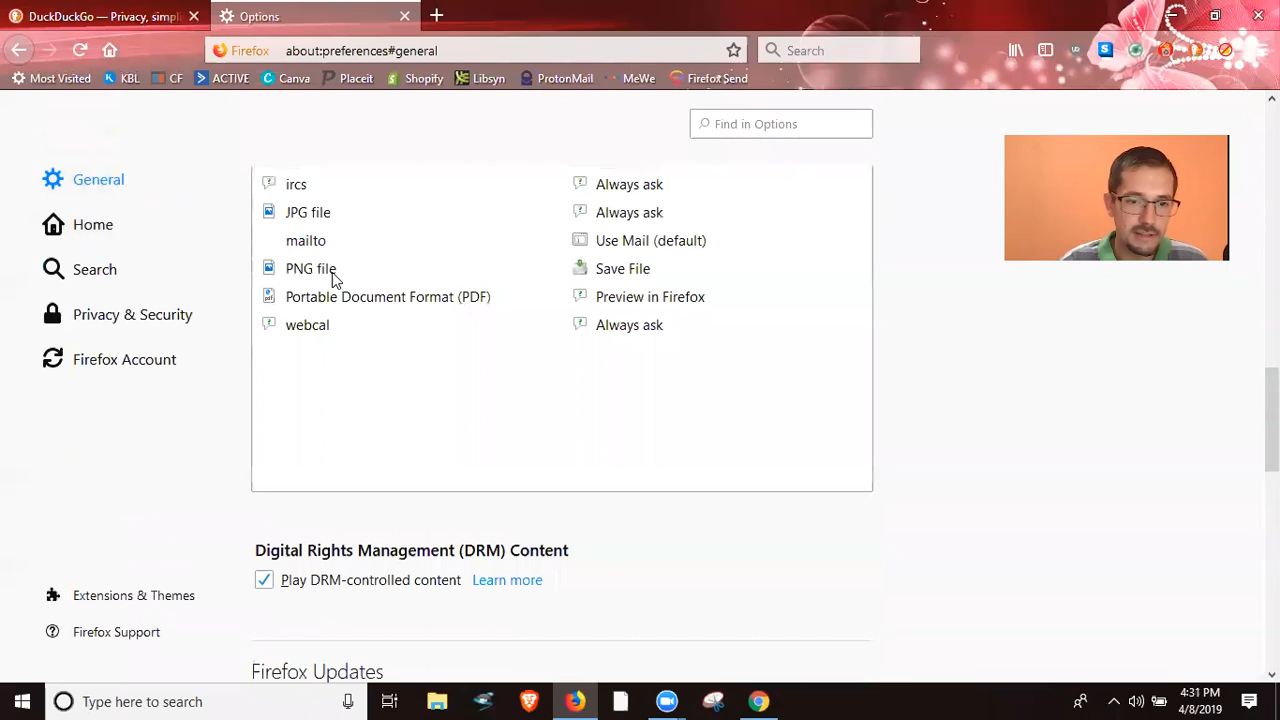 DuckDuckGo — Privacy, simpli
Options
Firefox
about:preferences#general
Search
Most Visited
KBL
CF
ACTIVE
Canva
Placeit
Shopify
Libsyn
ProtonMail
MeWe
Firefox Send
Find in Options
General
Home
Search
Privacy & Security
Firefox Account
Extensions & Themes
Firefox Support
ircs Always ask
JPG file Always ask
mailto Use Mail (default)
PNG file Save File
Portable Document Format (PDF) Preview in Firefox
webcal Always ask
Digital Rights Management (DRM) Content
Play DRM-controlled content Learn more
Firefox Updates
Type here to search
4:31 PM
4/8/2019